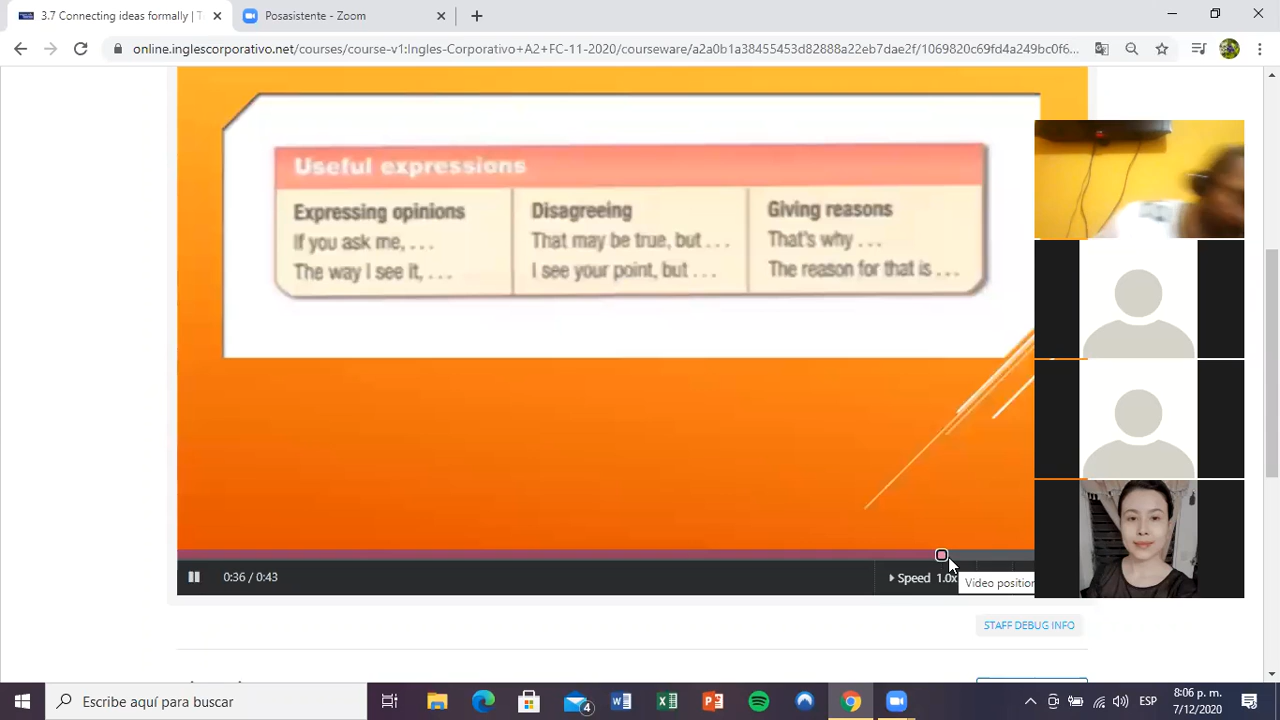 3.7 Connecting ideas formally | T
Posasistente - Zoom
online.inglescorporativo.net/courses/course-v1:Ingles-Corporativo+A2+FC-11-2020/courseware/a2a0b1a38455453d82888a22eb7dae2f/1069820c69fd4a249bc0f6...
Useful expressions
Expressing opinions
If you ask me, . . .
The way I see it, . . .
Disagreeing
That may be true, but . . .
I see your point, but . . .
Giving reasons
That's why . . .
The reason for that is . . .
0:36 / 0:43
Speed 1.0x
Video position
STAFF DEBUG INFO
Escribe aquí para buscar
4
ESP
8:06 p. m.
7/12/2020